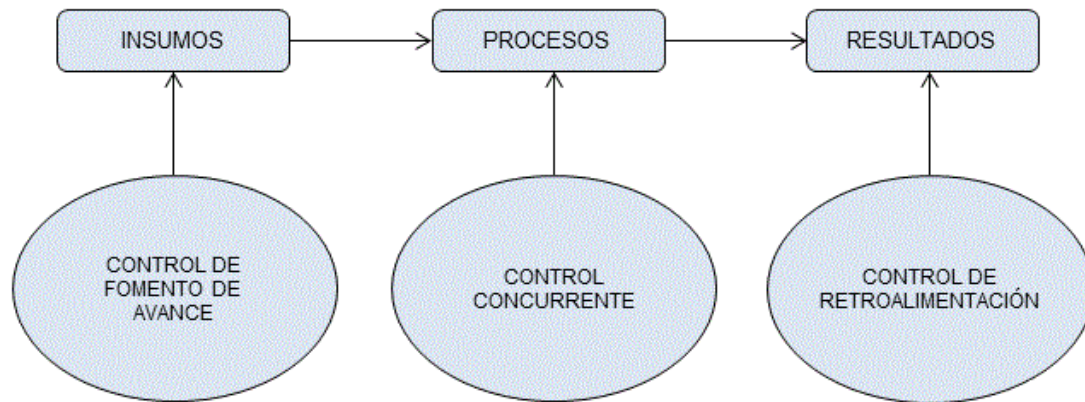 INSUMOS
PROCESOS
RESULTADOS
CONTROL DE
FOMENTO DE
AVANCE
CONTROL
CONCURRENTE
CONTROL DE
RETROALIMENTACIÓN